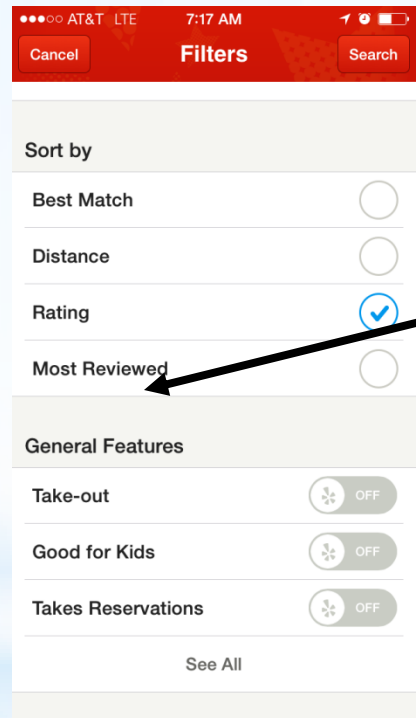 ●●●○○ AT&T LTE 7:17 AM
Cancel Filters Search
Sort by
Best Match
Distance
Rating
Most Reviewed
General Features
Take-out OFF
Good for Kids OFF
Takes Reservations OFF
See All